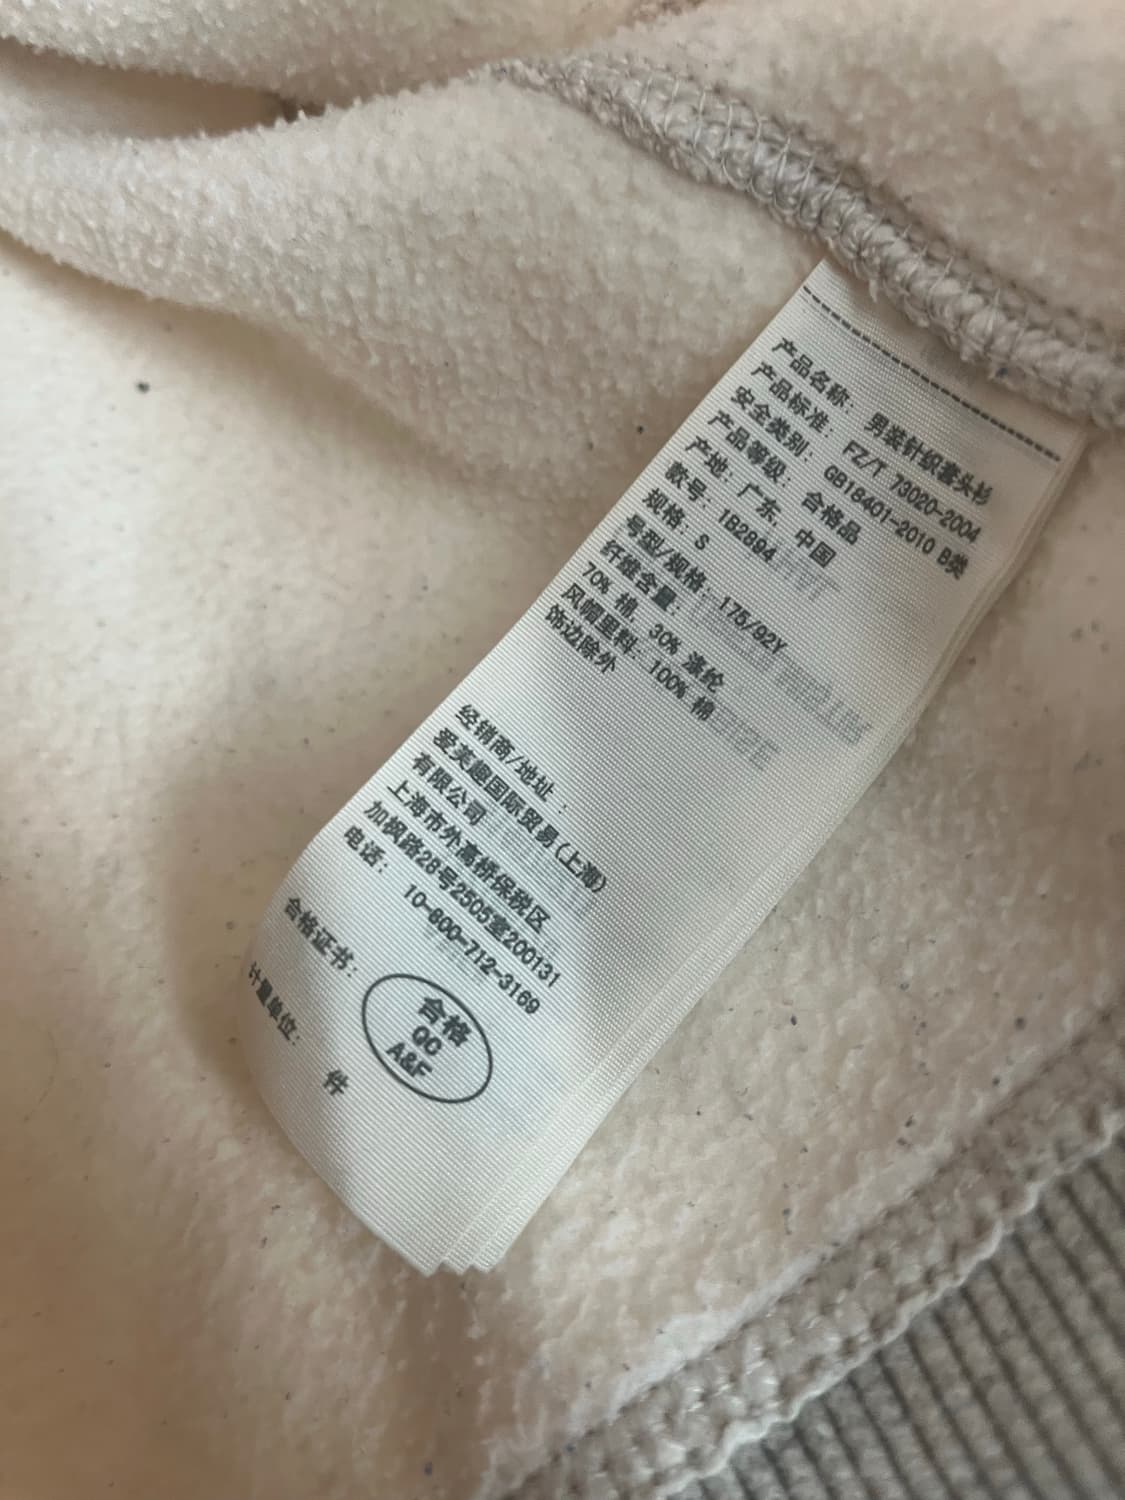 产品名称: 男装针织套头衫
产品标准: FZ/T 73020-2004
安全类别: GB18401-2010 B类
产品等级: 合格品
产地: 广东, 中国
款号: 1B2894
规格: S
号型/规格: 175/92Y
纤维含量:
70% 棉, 30% 涤纶
风帽里料: 100% 棉
饰边除外
经销商/地址 :
爱芙趣国际贸易(上海)
有限公司
上海市外高桥保税区
加枫路28号2505室200131
电话: 10-800-712-3169
合格证书:
合格
QC
A&F
计量单位:
件